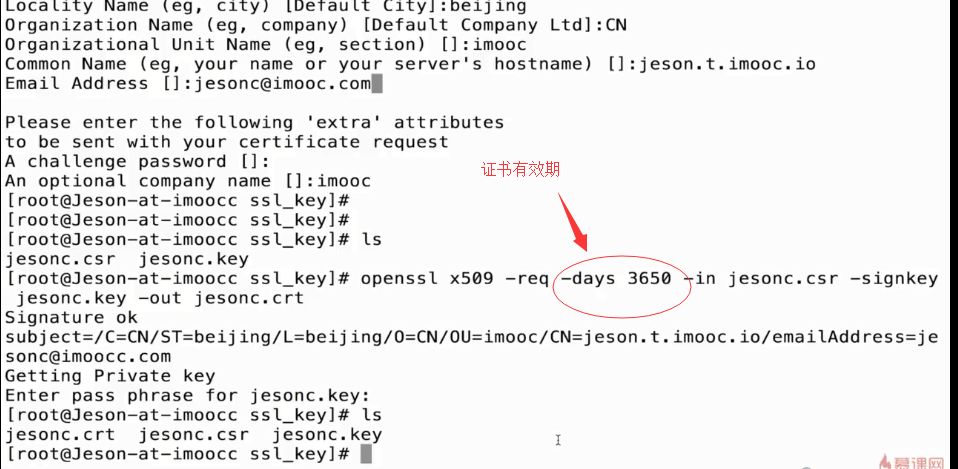 Locality Name (eg, city) [Default City]:beijing
Organization Name (eg, company) [Default Company Ltd]:CN
Organizational Unit Name (eg, section) []:imooc
Common Name (eg, your name or your server's hostname) []:jeson.t.imooc.io
Email Address []:jesonc@imooc.com
Please enter the following 'extra' attributes
to be sent with your certificate request
A challenge password []:
证书有效期
An optional company name []:imooc
[root@Jeson-at-imoocc ssl_key]#
[root@Jeson-at-imoocc ssl_key]#
[root@Jeson-at-imoocc ssl_key]# ls
jesonc.csr  jesonc.key
[root@Jeson-at-imoocc ssl_key]# openssl x509 -req -days 3650 -in jesonc.csr -signkey
jesonc.key -out jesonc.crt
Signature ok
subject=/C=CN/ST=beijing/L=beijing/O=CN/OU=imooc/CN=jeson.t.imooc.io/emailAddress=je
sonc@imoocc.com
Getting Private key
Enter pass phrase for jesonc.key:
[root@Jeson-at-imoocc ssl_key]# ls
jesonc.crt  jesonc.csr  jesonc.key
[root@Jeson-at-imoocc ssl_key]#
慕课网